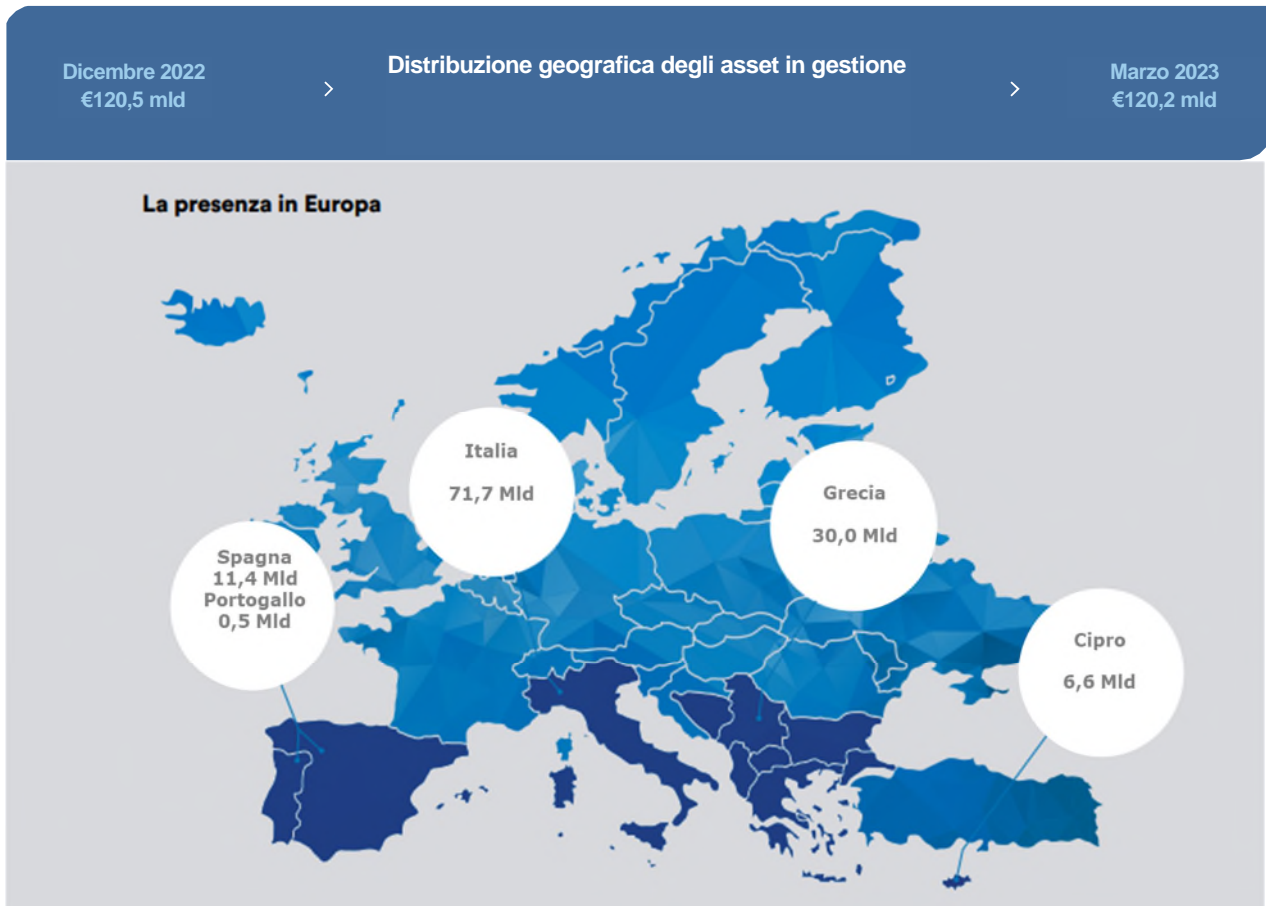 Dicembre 2022
€120,5 mld
Distribuzione geografica degli asset in gestione
Marzo 2023
€120,2 mld
La presenza in Europa
Italia
71,7 Mld
Grecia
30,0 Mld
Spagna
11,4 Mld
Portogallo
0,5 Mld
Cipro
6,6 Mld